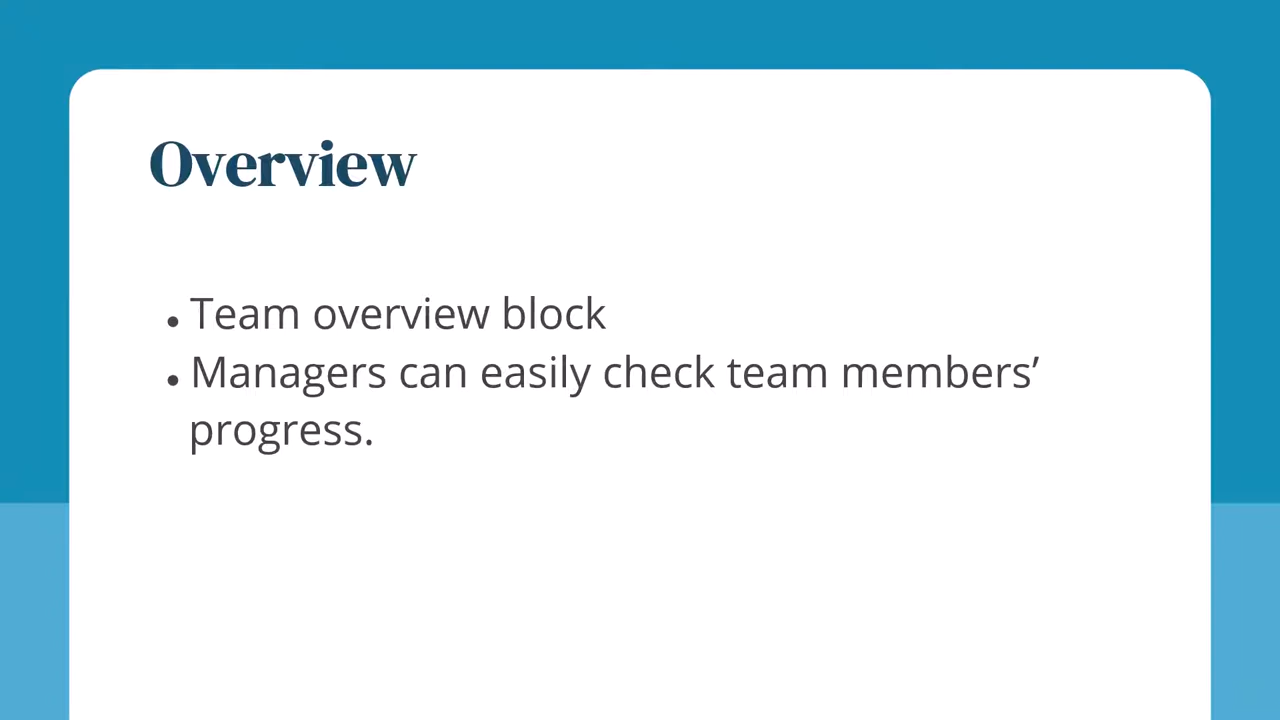 Overview
• Team overview block
• Managers can easily check team members’
progress.